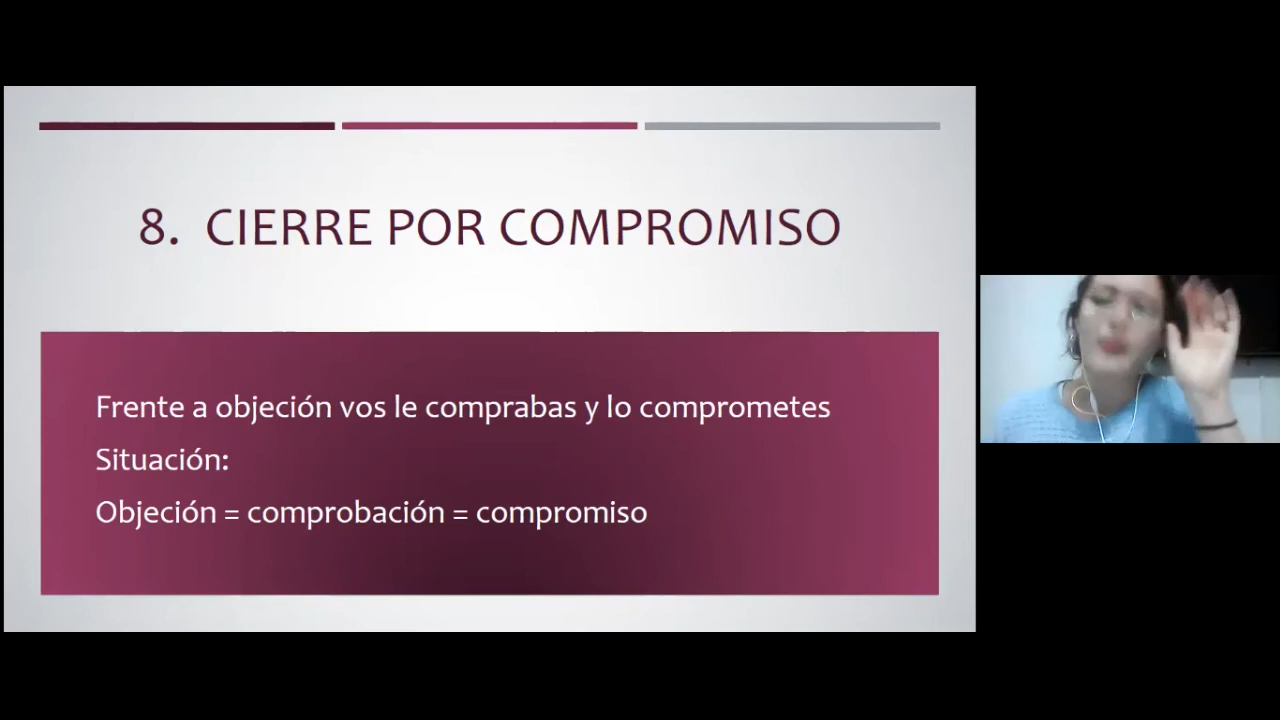 8. CIERRE POR COMPROMISO
Frente a objeción vos le comprabas y lo comprometes
Situación:
Objeción = comprobación = compromiso